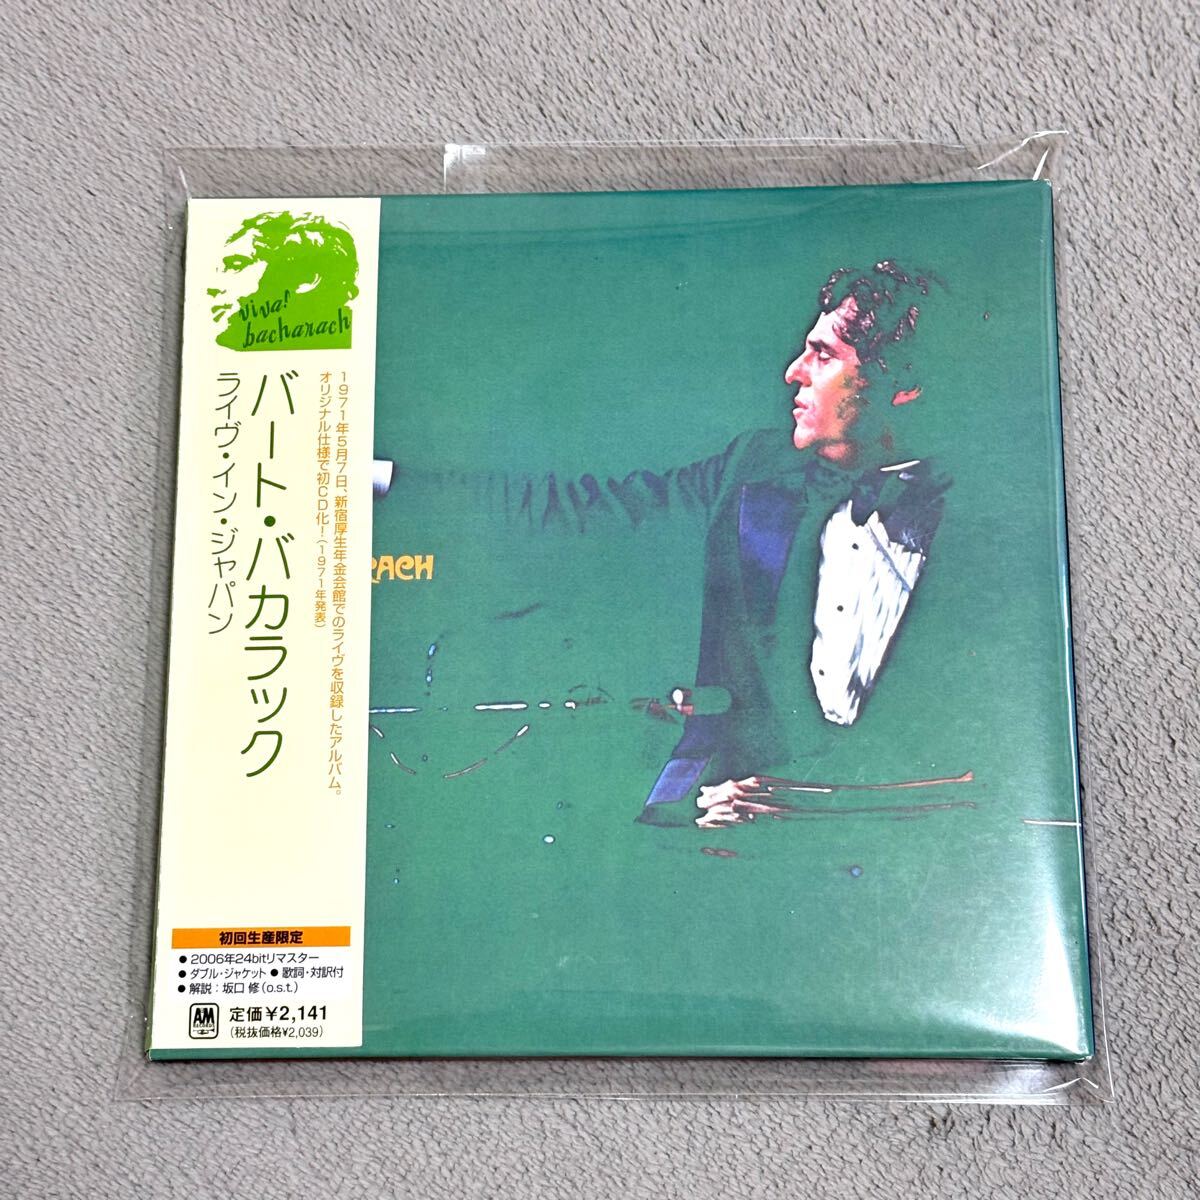 viva!
bacharach
1971年5月7日、新宿厚生年金会館でのライヴを収録したアルバム。
オリジナル仕様で初CD化!(1971年発表)
バート・バカラック
ライヴ・イン・ジャパン
RACH
初回生産限定
● 2006年24bitリマスター
● ダブル・ジャケット ● 歌詞・対訳付
● 解説:坂口 修(o.s.t.)
AM
RECORDS
定価¥2,141
(税抜価格¥2,039)